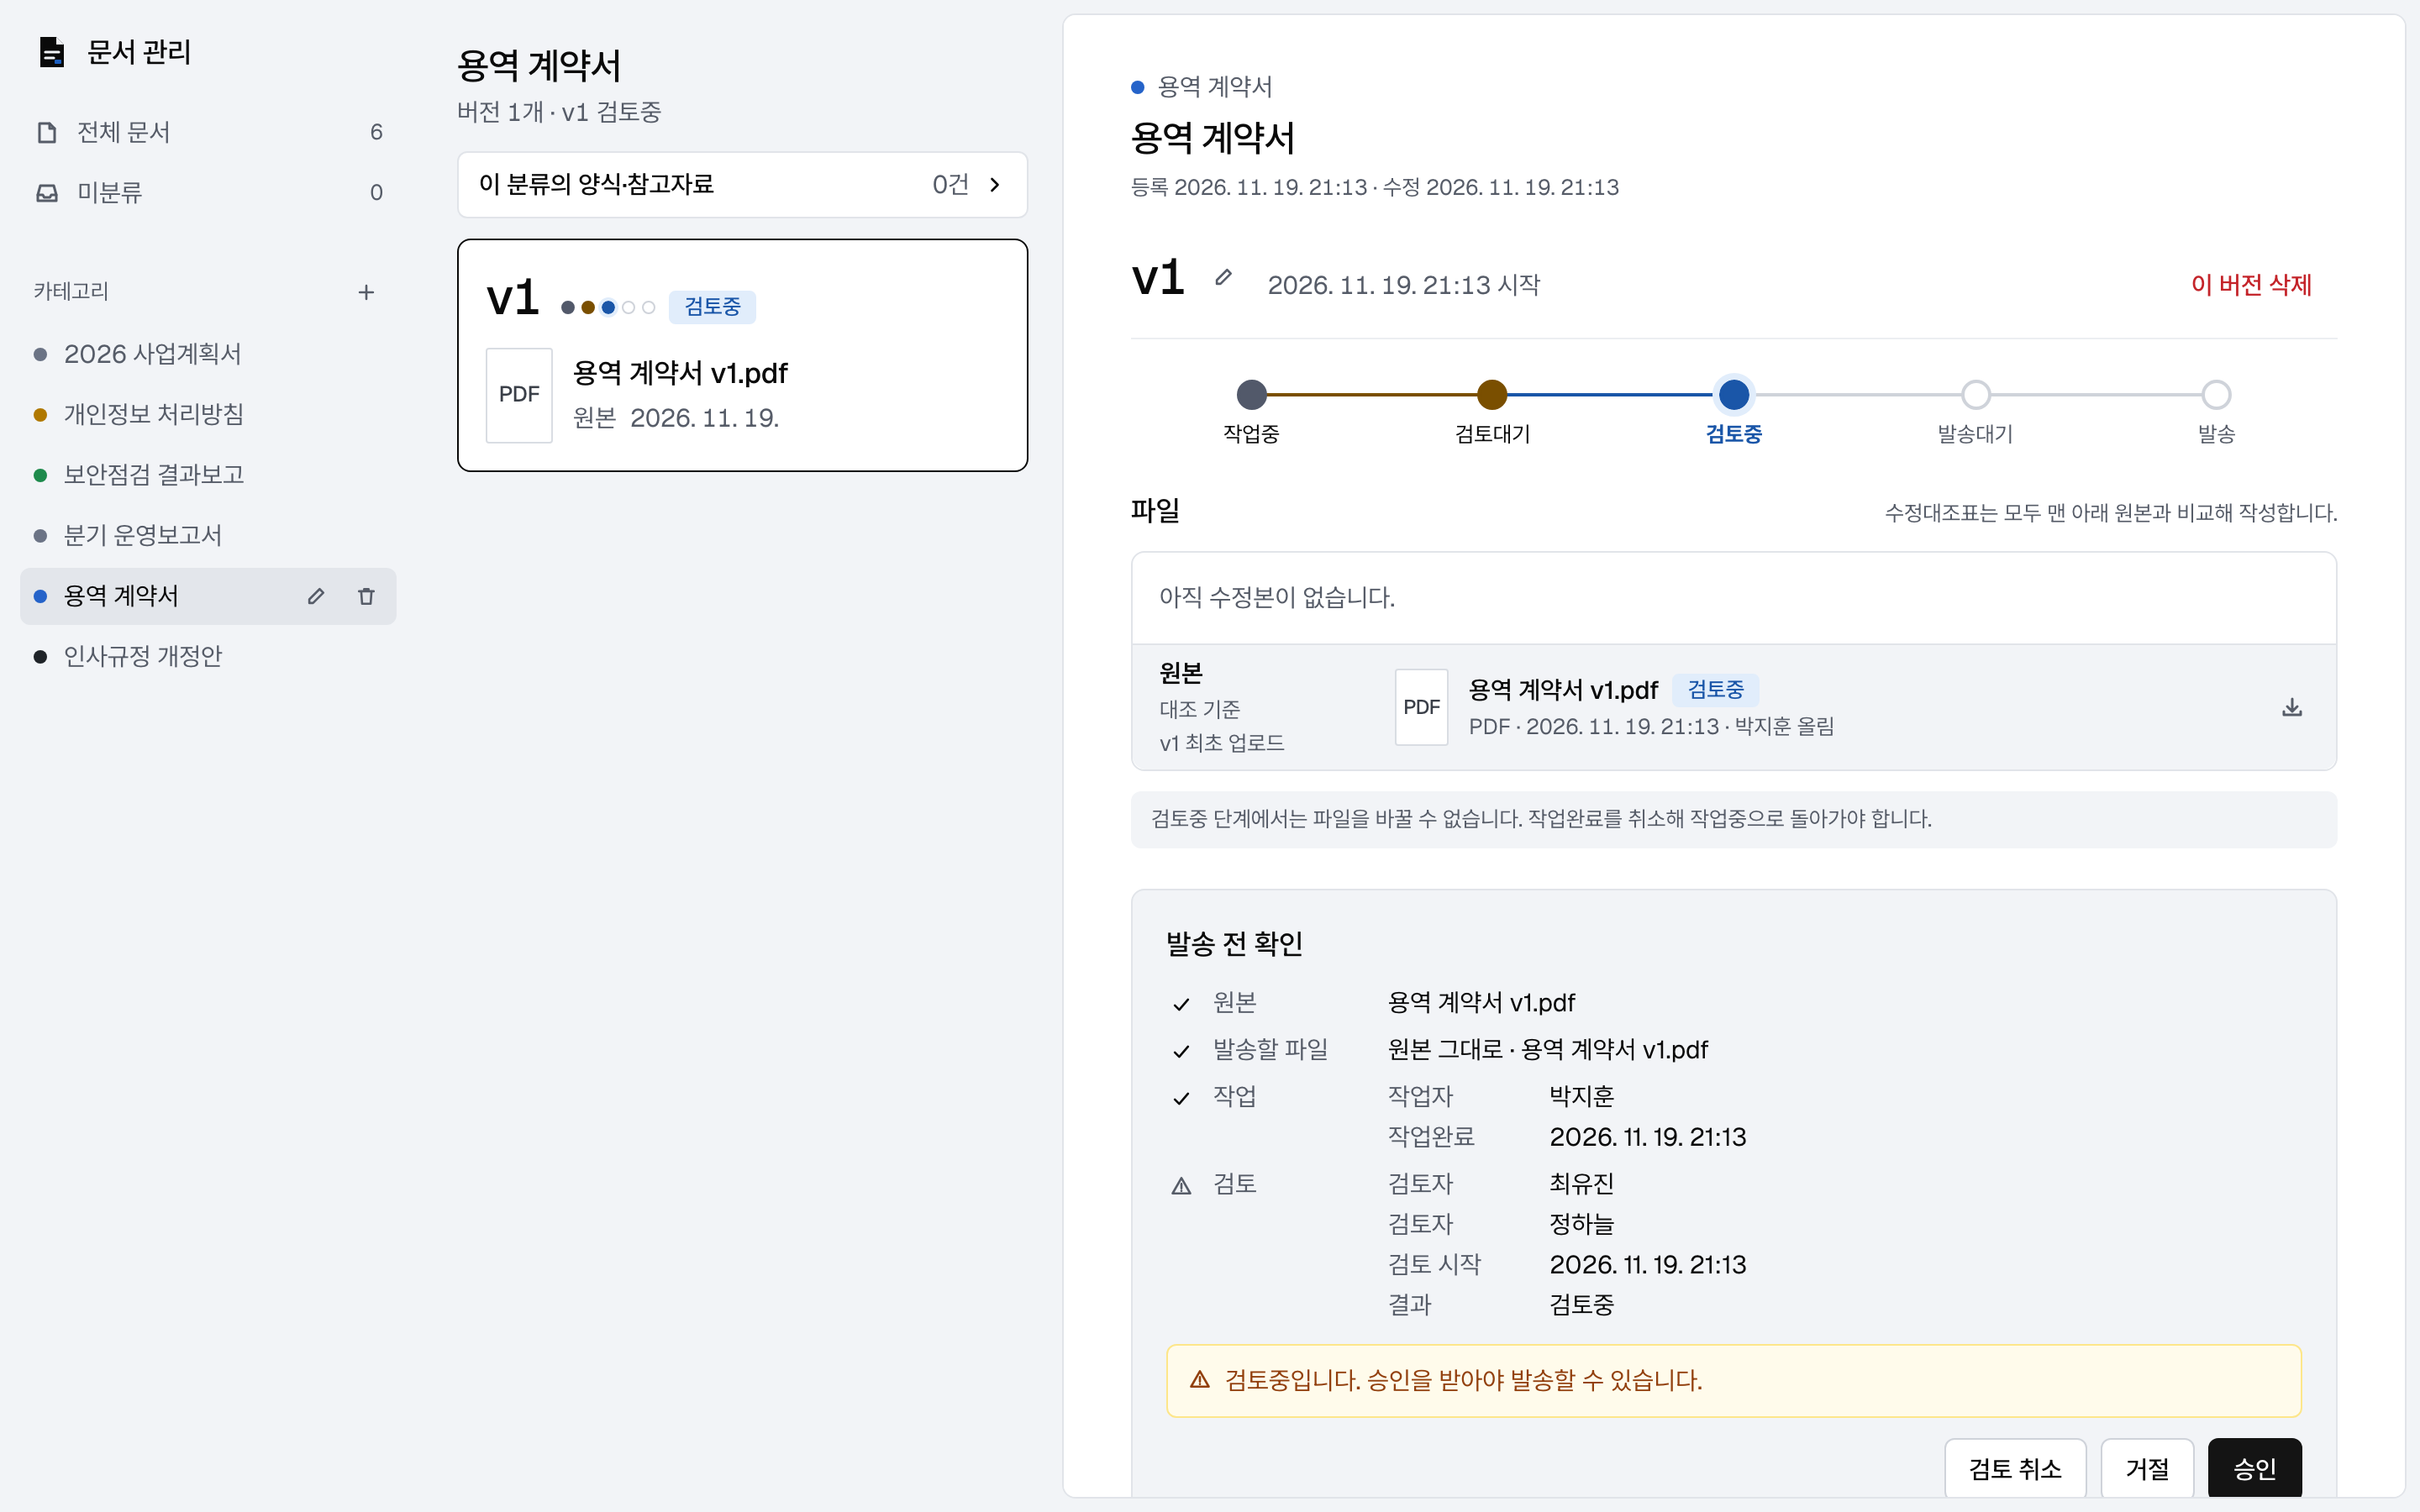 문서 관리
전체 문서 6
미분류 0
카테고리
2026 사업계획서
개인정보 처리방침
보안점검 결과보고
분기 운영보고서
용역 계약서
인사규정 개정안
용역 계약서
버전 1개 · v1 검토중
이 분류의 양식·참고자료 0건
v1 검토중
PDF
용역 계약서 v1.pdf
원본 2026. 11. 19.
용역 계약서
용역 계약서
등록 2026. 11. 19. 21:13 · 수정 2026. 11. 19. 21:13
v1 2026. 11. 19. 21:13 시작 이 버전 삭제
작업중 검토대기 검토중 발송대기 발송
파일 수정대조표는 모두 맨 아래 원본과 비교해 작성합니다.
아직 수정본이 없습니다.
원본
대조 기준
v1 최초 업로드
PDF
용역 계약서 v1.pdf 검토중
PDF · 2026. 11. 19. 21:13 · 박지훈 올림
검토중 단계에서는 파일을 바꿀 수 없습니다. 작업완료를 취소해 작업중으로 돌아가야 합니다.
발송 전 확인
원본 용역 계약서 v1.pdf
발송할 파일 원본 그대로 · 용역 계약서 v1.pdf
작업 작업자 박지훈
작업완료 2026. 11. 19. 21:13
검토 검토자 최유진
검토자 정하늘
검토 시작 2026. 11. 19. 21:13
결과 검토중
검토중입니다. 승인을 받아야 발송할 수 있습니다.
검토 취소 거절 승인